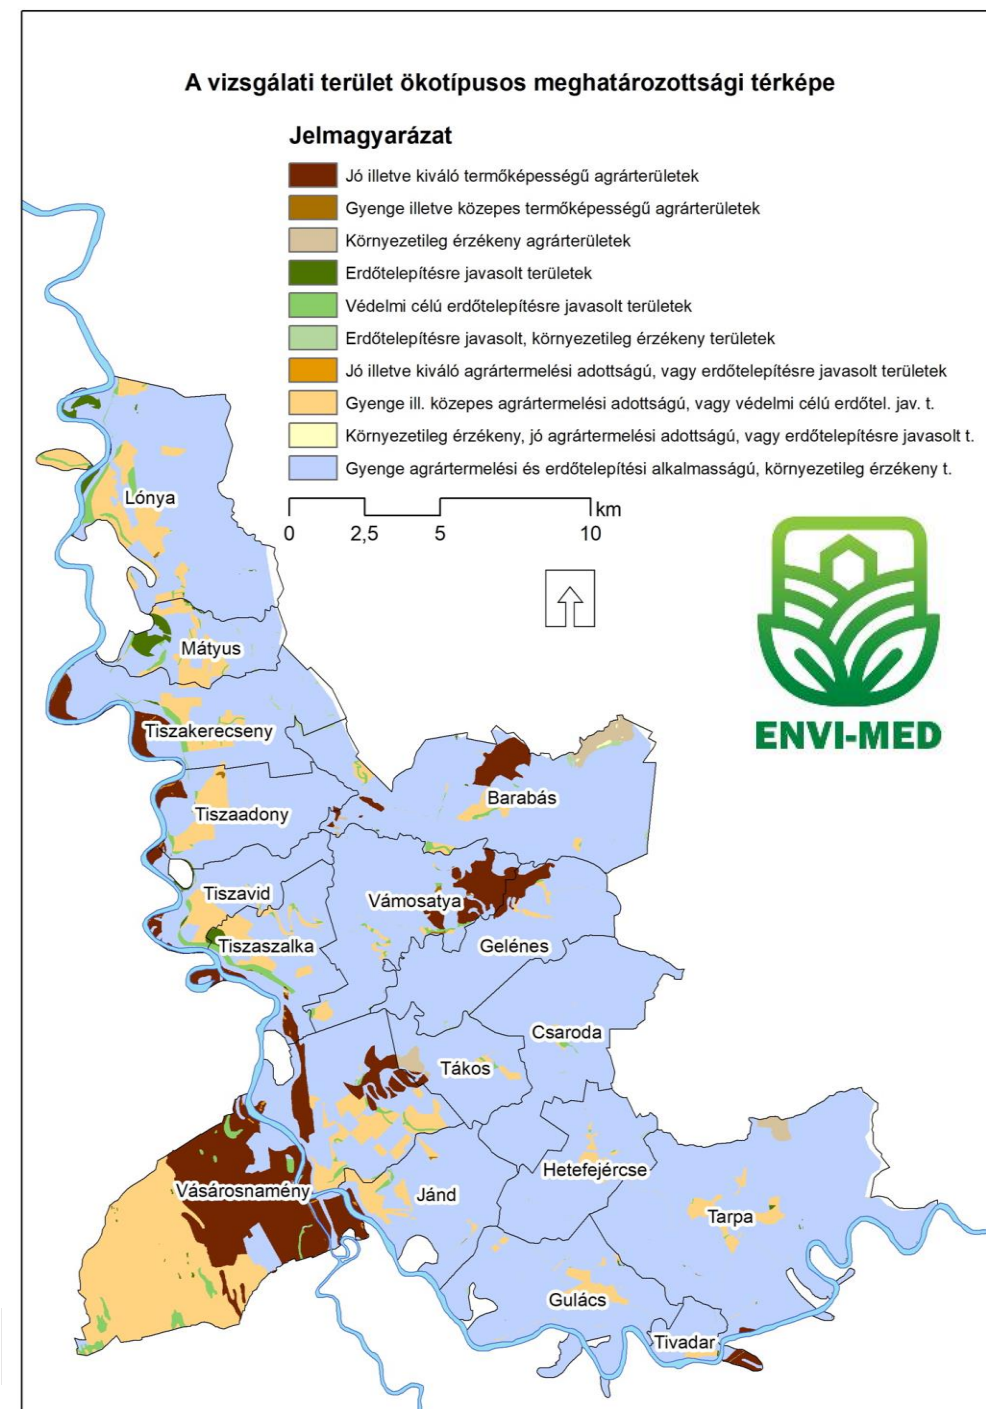 A vizsgálati terület ökotípusos meghatározottsági térképe
Jelmagyarázat
Jó illetve kiváló termőképességű agrárterületek
Gyenge illetve közepes termőképességű agrárterületek
Környezetileg érzékeny agrárterületek
Erdőtelepítésre javasolt területek
Védelmi célú erdőtelepítésre javasolt területek
Erdőtelepítésre javasolt, környezetileg érzékeny területek
Jó illetve kiváló agrártermelési adottságú, vagy erdőtelepítésre javasolt területek
Gyenge ill. közepes agrártermelési adottságú, vagy védelmi célú erdőtel. jav. t.
Környezetileg érzékeny, jó agrártermelési adottságú, vagy erdőtelepítésre javasolt t.
Gyenge agrártermelési és erdőtelepítési alkalmasságú, környezetileg érzékeny t.
km
0 2,5 5 10
Lónya
Mátyus
Tiszakerecseny
ENVI-MED
Barabás
Tiszaadony
Tiszavid
Vámosatya
Tiszaszalka
Gelénes
Csaroda
Tákos
Hetefejércse
Vásárosnamény
Jánd
Tarpa
Gulács
Tivadar